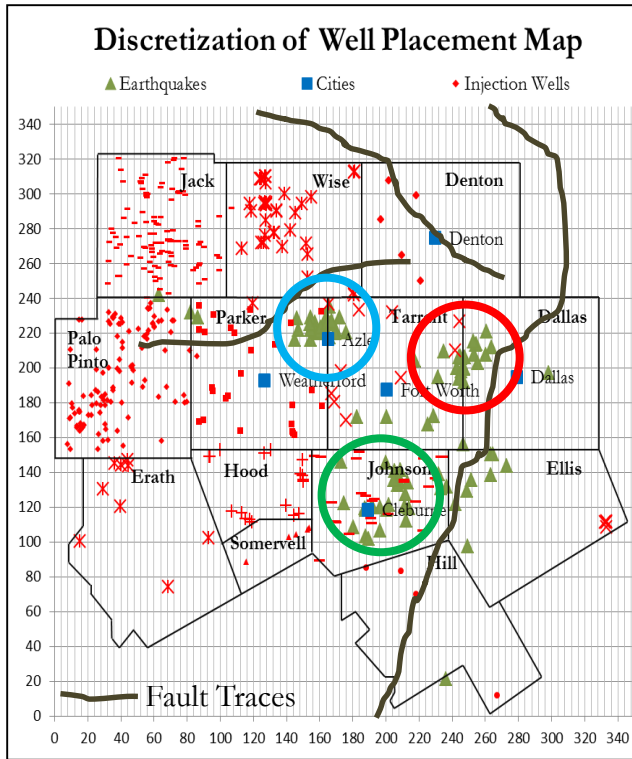 Discretization of Well Placement Map
Earthquakes Cities Injection Wells
340
320
Jack Wise Denton
300
280
Denton
260
240
Parker Tarrant Dallas
220
Palo Azle
Pinto
200
Weatherford Fort Worth Dallas
180
160
140
Erath Hood Johnson Ellis
120
Cleburne
100
Somervell
Hill
80
60
40
20
Fault Traces
0
0 20 40 60 80 100 120 140 160 180 200 220 240 260 280 300 320 340